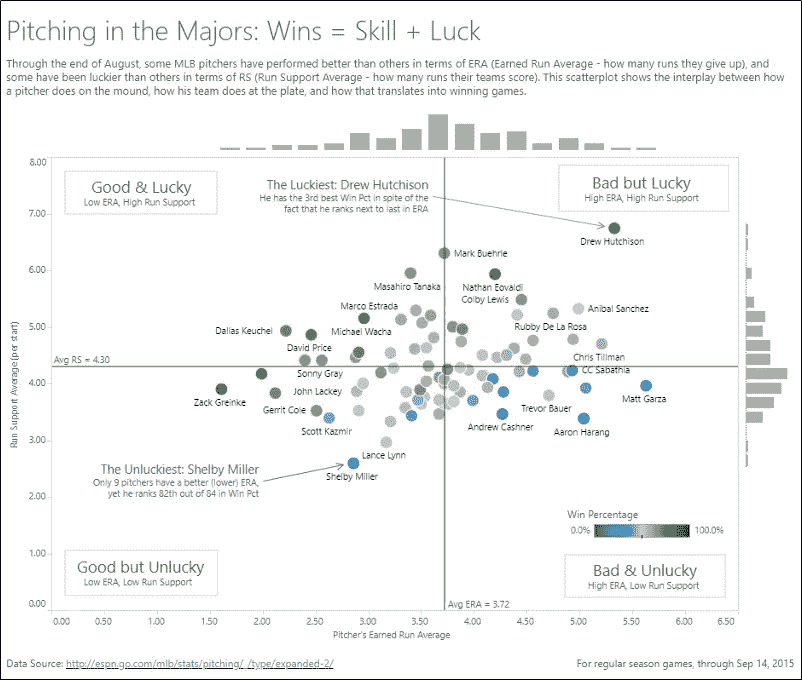 Pitching in the Majors: Wins = Skill + Luck
Through the end of August, some MLB pitchers have performed better than others in terms of ERA (Earned Run Average - how many runs they give up), and
some have been luckier than others in terms of RS (Run Support Average - how many runs their teams score). This scatterplot shows the interplay between how
a pitcher does on the mound, how his team does at the plate, and how that translates into winning games.
Good & Lucky
Low ERA, High Run Support
The Luckiest: Drew Hutchison
He has the 3rd best Win Pct in spite of the
fact that he ranks next to last in ERA
Bad but Lucky
High ERA, High Run Support
Drew Hutchison
Mark Buehrle
Masahiro Tanaka
Nathan Eovaldi
Colby Lewis
Marco Estrada
Anibal Sanchez
Dallas Keuchel
Michael Wacha
Rubby De La Rosa
David Price
Avg RS = 4.30
Chris Tillman
Sonny Gray
CC Sabathia
Zack Greinke
John Lackey
Matt Garza
Gerrit Cole
Trevor Bauer
Scott Kazmir
Andrew Cashner
Aaron Harang
Lance Lynn
The Unluckiest: Shelby Miller
Only 9 pitchers have a better (lower) ERA,
yet he ranks 82th out of 84 in Win Pct
Shelby Miller
Win Percentage
0.0%
100.0%
Good but Unlucky
Low ERA, Low Run Support
Bad & Unlucky
High ERA, Low Run Support
Avg ERA = 3.72
8.00
7.00
6.00
5.00
4.00
3.00
2.00
1.00
0.00
Run Support Average (per start)
0.00 0.50 1.00 1.50 2.00 2.50 3.00 3.50 4.00 4.50 5.00 5.50 6.00 6.50
Pitcher's Earned Run Average
Data Source: http://espn.go.com/mlb/stats/pitching/_/type/expanded-2/
For regular season games, through Sep 14, 2015